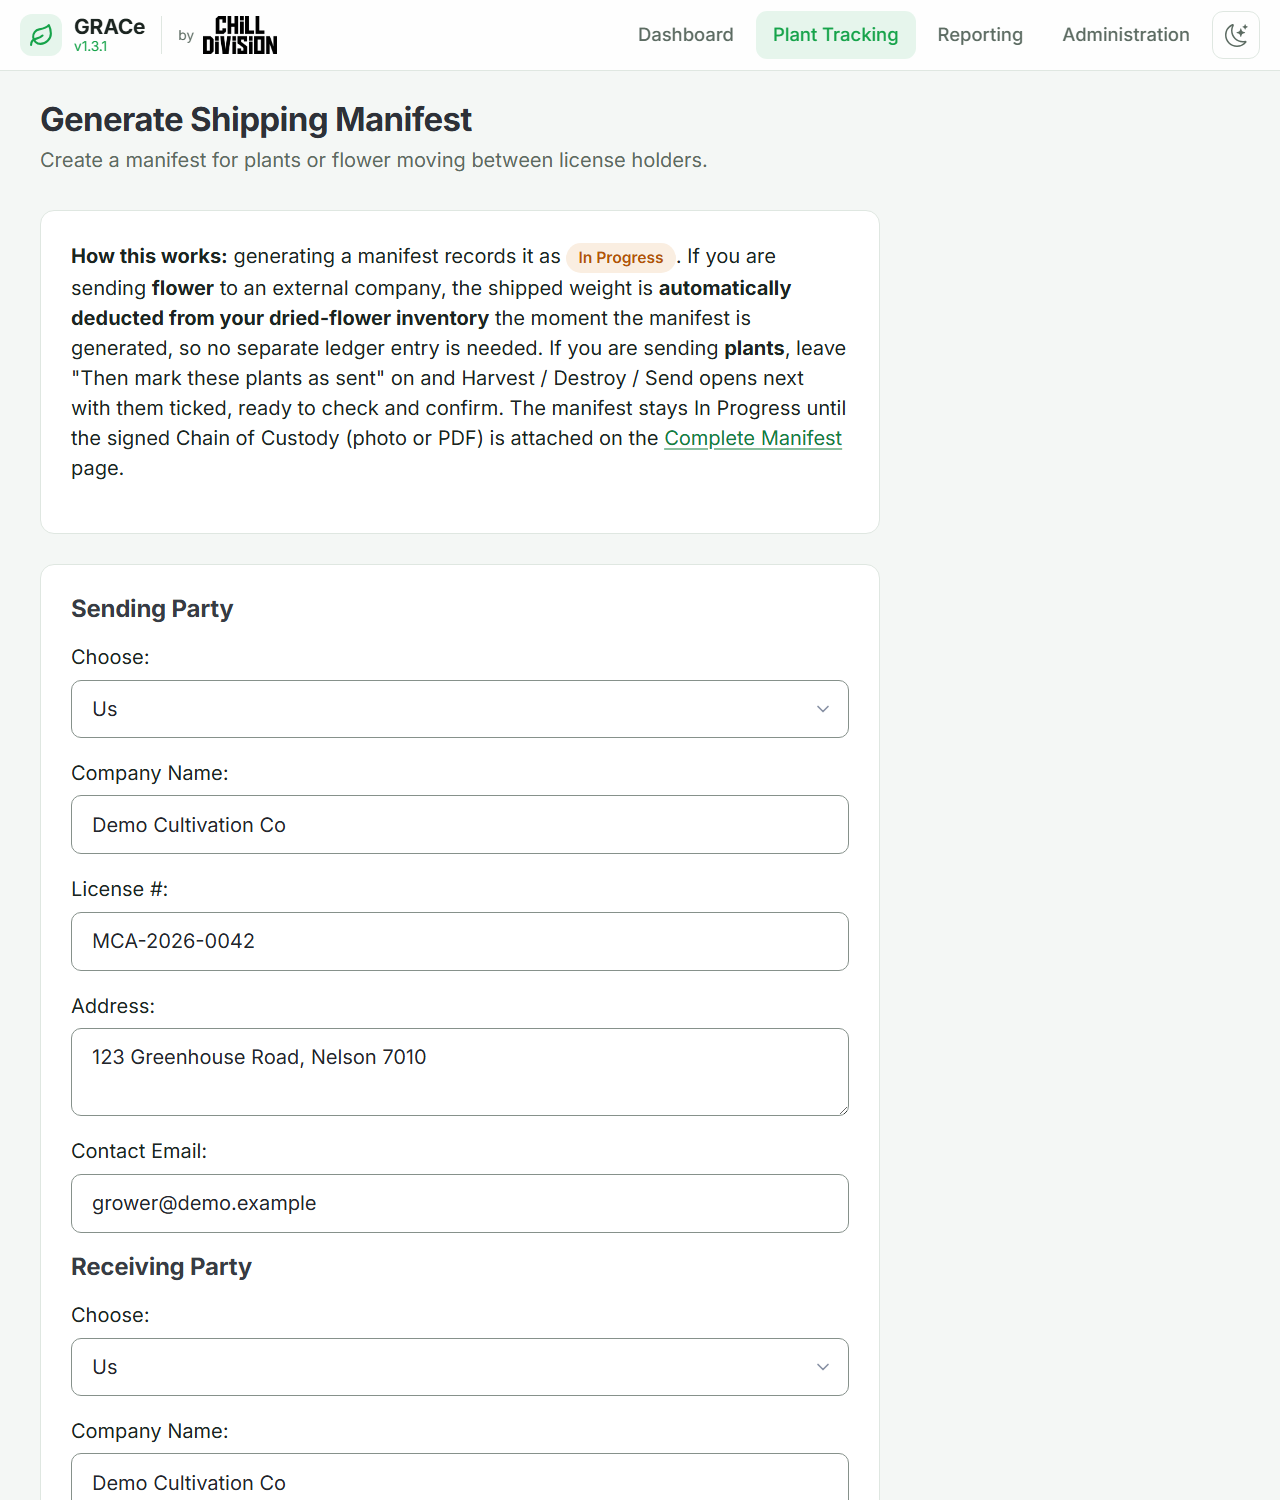 GRACe
v1.3.1
by
CHILL
DIVISION
Dashboard
Plant Tracking
Reporting
Administration
Generate Shipping Manifest
Create a manifest for plants or flower moving between license holders.
How this works: generating a manifest records it as In Progress. If you are
sending flower to an external company, the shipped weight is automatically
deducted from your dried-flower inventory the moment the manifest is
generated, so no separate ledger entry is needed. If you are sending plants, leave
"Then mark these plants as sent" on and Harvest / Destroy / Send opens next
with them ticked, ready to check and confirm. The manifest stays In Progress until
the signed Chain of Custody (photo or PDF) is attached on the Complete Manifest
page.
Sending Party
Choose:
Us
Company Name:
Demo Cultivation Co
License #:
MCA-2026-0042
Address:
123 Greenhouse Road, Nelson 7010
Contact Email:
grower@demo.example
Receiving Party
Choose:
Us
Company Name:
Demo Cultivation Co